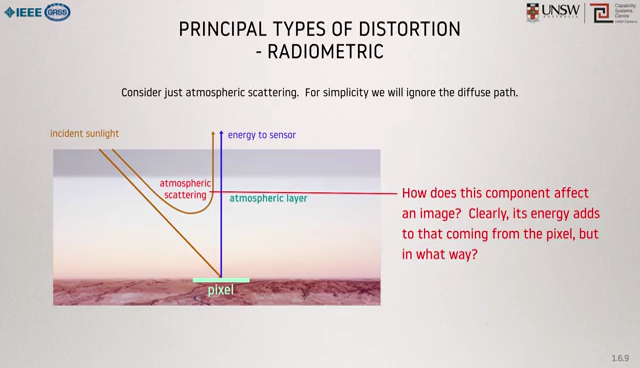 IEEE GRSS
UNSW
AUSTRALIA
Capability
Systems
Centre
UNSW Canberra
PRINCIPAL TYPES OF DISTORTION
- RADIOMETRIC
Consider just atmospheric scattering. For simplicity we will ignore the diffuse path.
incident sunlight
energy to sensor
atmospheric
scattering
atmospheric layer
pixel
How does this component affect
an image? Clearly, its energy adds
to that coming from the pixel, but
in what way?
1.6.9